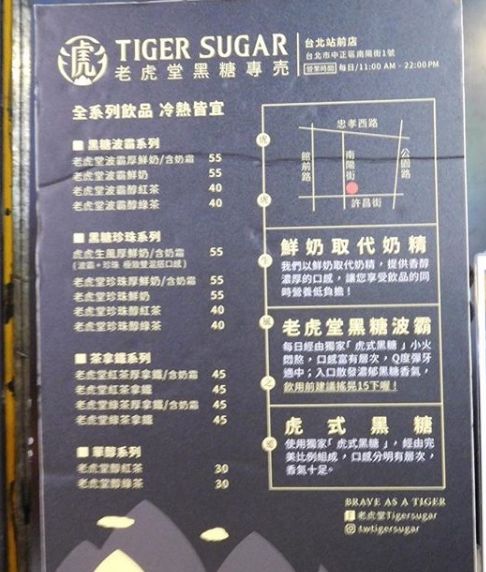 虎
TIGER SUGAR
老虎堂黑糖專売
台北站前店
台北市中正區南陽街1號
營業時間 每日/11:00 AM - 22:00 PM
全系列飲品 冷熱皆宜
黑糖波霸系列
老虎堂波霸厚鮮奶/含奶霜 55
老虎堂波霸鮮奶 55
老虎堂波霸醇紅茶 40
老虎堂波霸醇綠茶 40
黑糖珍珠系列
虎虎生風厚鮮奶/含奶霜 55
(波霸+珍珠 極致雙混搭口感)
老虎堂珍珠厚鮮奶/含奶霜 55
老虎堂珍珠鮮奶 55
老虎堂珍珠醇紅茶 40
老虎堂珍珠醇綠茶 40
茶拿鐵系列
老虎堂紅茶厚拿鐵/含奶霜 45
老虎堂紅茶拿鐵 45
老虎堂綠茶厚拿鐵/含奶霜 45
老虎堂綠茶拿鐵 45
單醇系列
老虎堂醇紅茶 30
老虎堂醇綠茶 30
忠孝西路
館前路
南陽街
公園路
許昌街
鮮奶取代奶精
我們以鮮奶取代奶精，提供香醇
濃厚的口感，讓您享受飲品的同
時營養低負擔！
老虎堂黑糖波霸
每日經由獨家「虎式黑糖」小火
悶熬，口感富有層次，Q度彈牙
適中；入口散發濃郁黑糖香氣，
飲用前建議搖晃15下喔！
虎式黑糖
使用獨家「虎式黑糖」，經由完
美比例組成，口感分明有層次，
香氣十足。
BRAVE AS A TIGER
老虎堂Tigersugar
twtigersugar